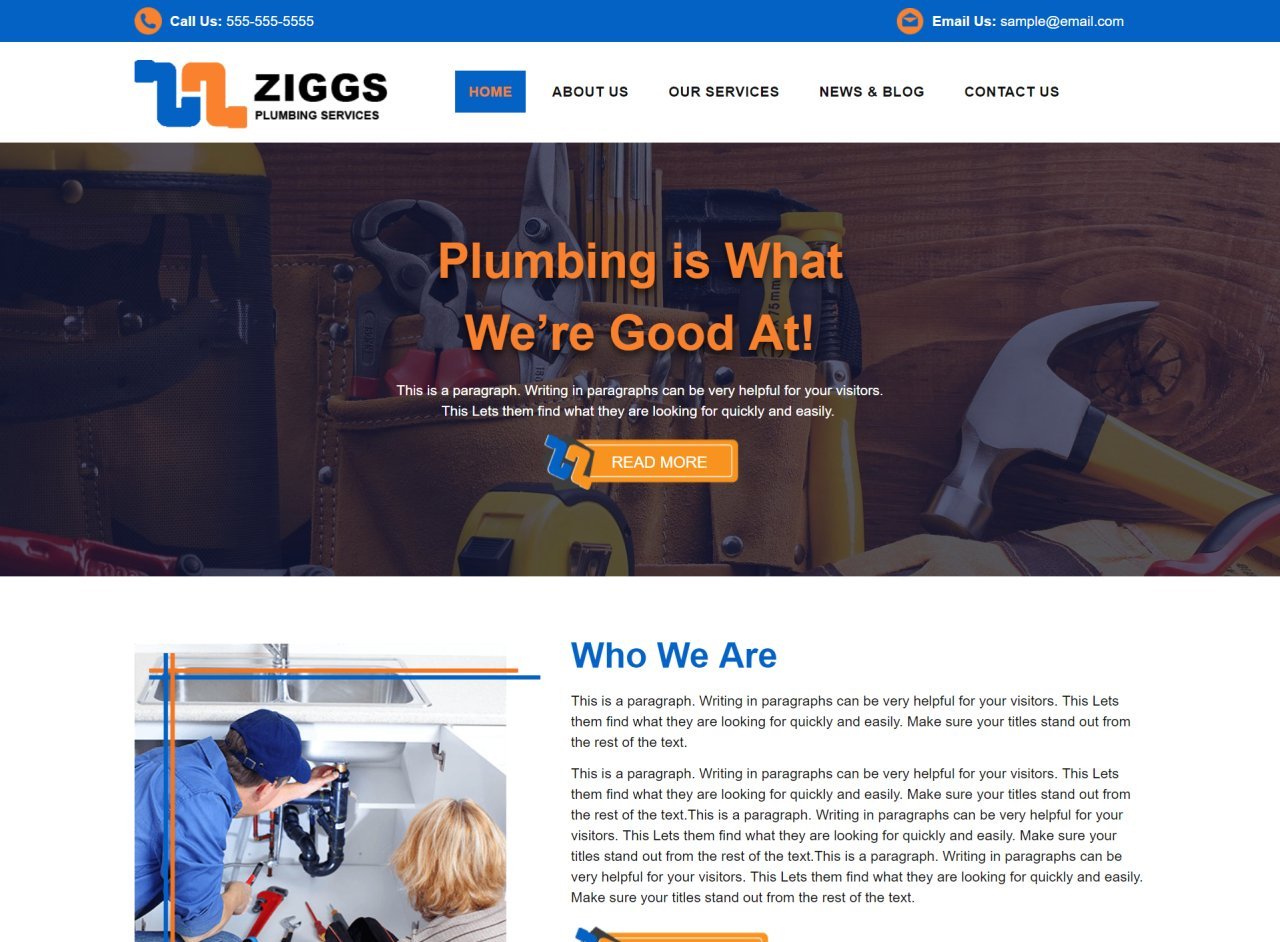 Call Us: 555-555-5555
Email Us: sample@email.com
ZIGGS
PLUMBING SERVICES
HOME
ABOUT US
OUR SERVICES
NEWS & BLOG
CONTACT US
Plumbing is What
We’re Good At!
This is a paragraph. Writing in paragraphs can be very helpful for your visitors.
This Lets them find what they are looking for quickly and easily.
READ MORE
Who We Are
This is a paragraph. Writing in paragraphs can be very helpful for your visitors. This Lets
them find what they are looking for quickly and easily. Make sure your titles stand out from
the rest of the text.
This is a paragraph. Writing in paragraphs can be very helpful for your visitors. This Lets
them find what they are looking for quickly and easily. Make sure your titles stand out from
the rest of the text.This is a paragraph. Writing in paragraphs can be very helpful for your
visitors. This Lets them find what they are looking for quickly and easily. Make sure your
titles stand out from the rest of the text.This is a paragraph. Writing in paragraphs can be
very helpful for your visitors. This Lets them find what they are looking for quickly and easily.
Make sure your titles stand out from the rest of the text.